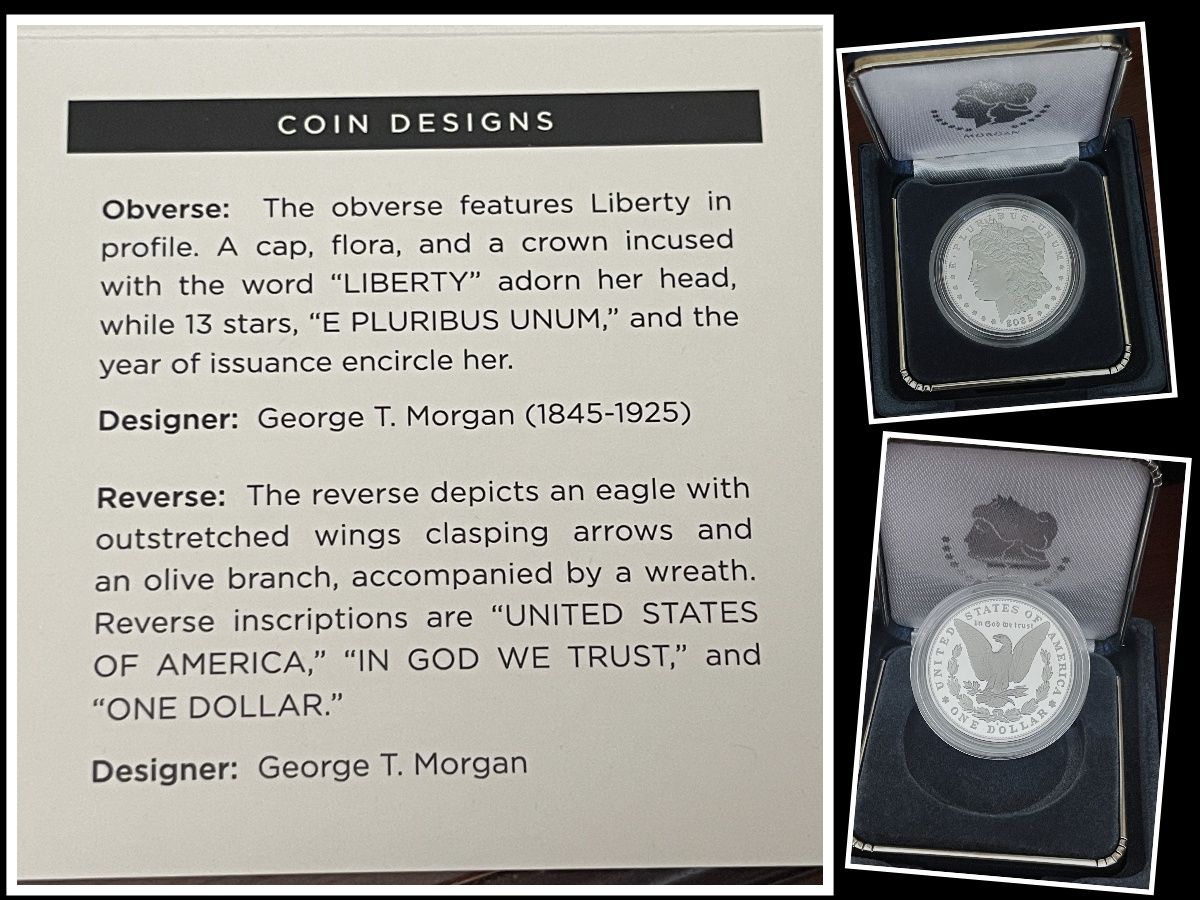 COIN DESIGNS
Obverse: The obverse features Liberty in
profile. A cap, flora, and a crown incused
with the word “LIBERTY” adorn her head,
while 13 stars, “E PLURIBUS UNUM,” and the
year of issuance encircle her.
Designer: George T. Morgan (1845-1925)
Reverse: The reverse depicts an eagle with
outstretched wings clasping arrows and
an olive branch, accompanied by a wreath.
Reverse inscriptions are “UNITED STATES
OF AMERICA,” “IN GOD WE TRUST,” and
“ONE DOLLAR.”
Designer: George T. Morgan
MORGAN
E·PLURIBUS·UNUM
2025
UNITED STATES OF AMERICA
In God we trust
ONE DOLLAR